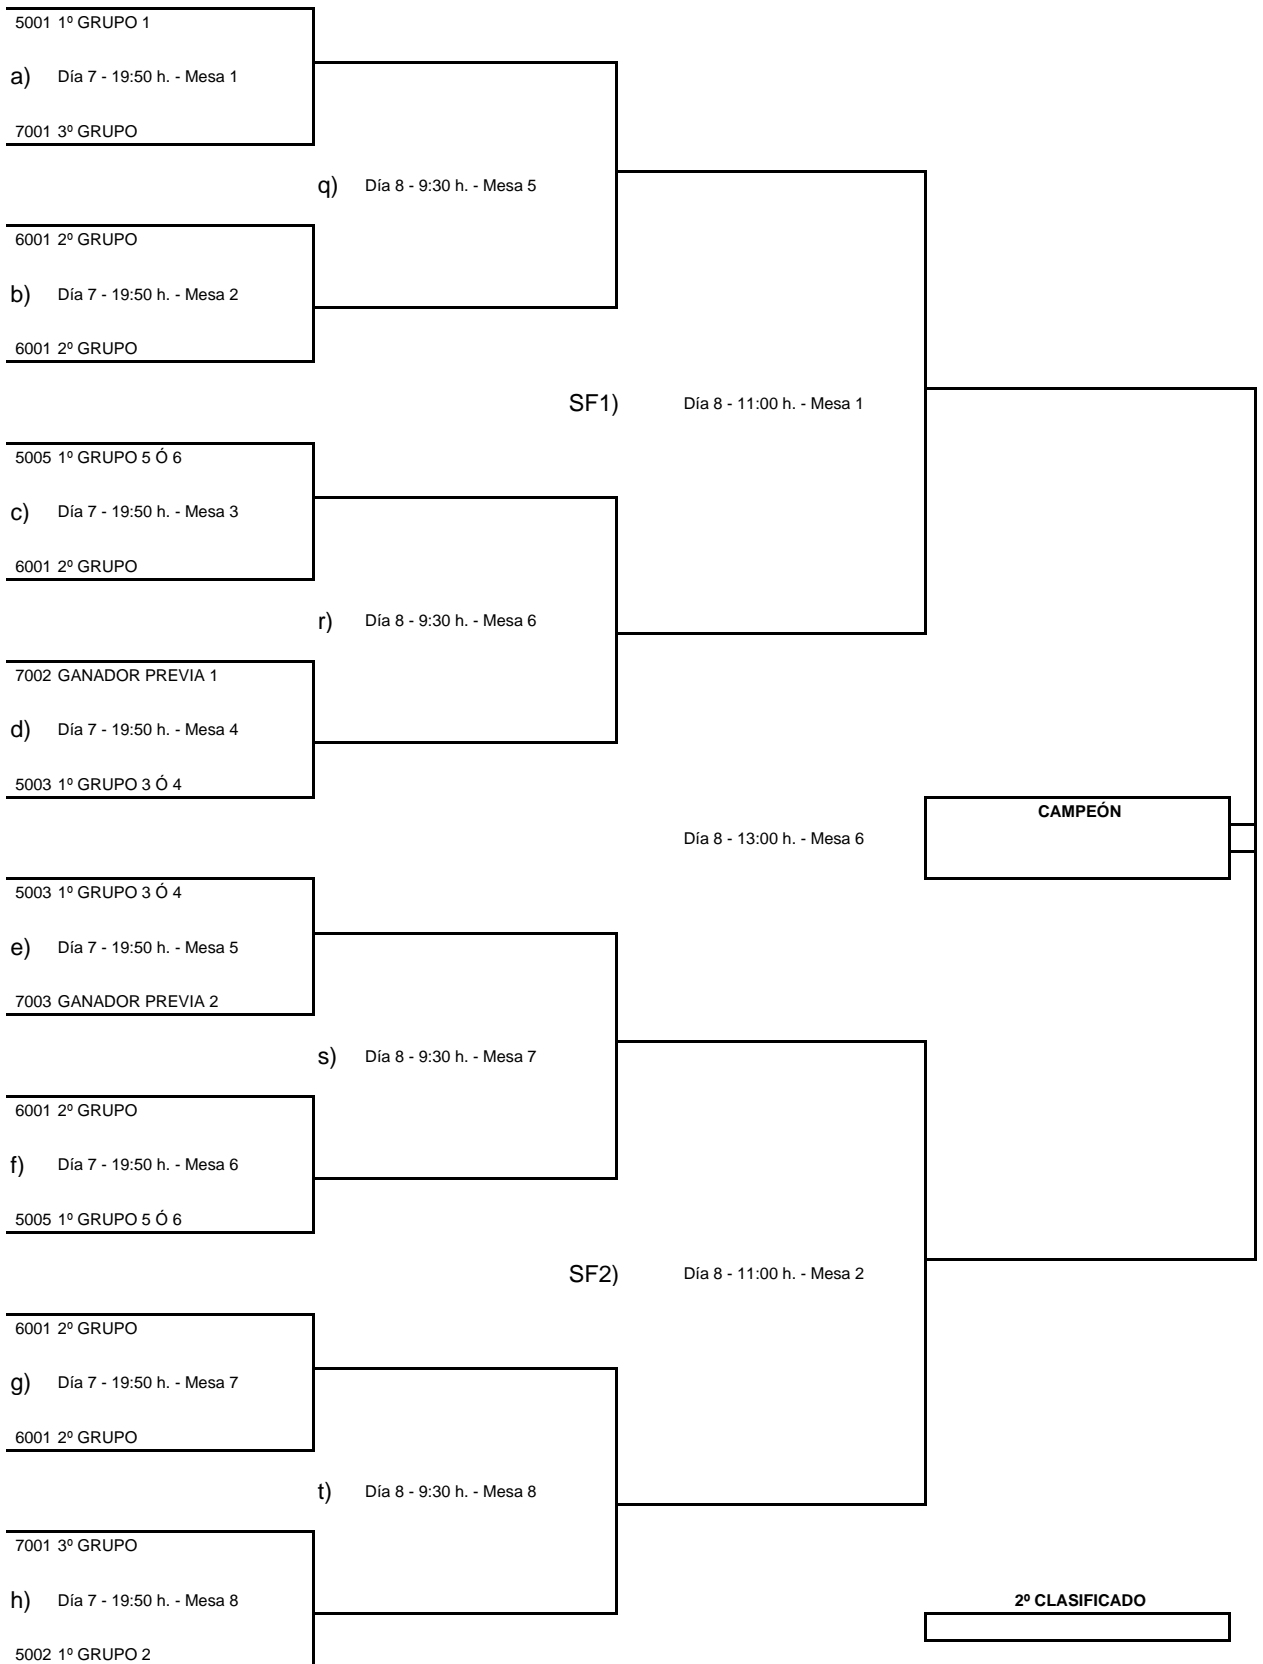 5001 1º GRUPO 1
a) Día 7 - 19:50 h. - Mesa 1
7001 3º GRUPO
q) Día 8 - 9:30 h. - Mesa 5
6001 2º GRUPO
b) Día 7 - 19:50 h. - Mesa 2
6001 2º GRUPO
SF1) Día 8 - 11:00 h. - Mesa 1
5005 1º GRUPO 5 Ó 6
c) Día 7 - 19:50 h. - Mesa 3
6001 2º GRUPO
r) Día 8 - 9:30 h. - Mesa 6
7002 GANADOR PREVIA 1
d) Día 7 - 19:50 h. - Mesa 4
5003 1º GRUPO 3 Ó 4
CAMPEÓN
Día 8 - 13:00 h. - Mesa 6
5003 1º GRUPO 3 Ó 4
e) Día 7 - 19:50 h. - Mesa 5
7003 GANADOR PREVIA 2
s) Día 8 - 9:30 h. - Mesa 7
6001 2º GRUPO
f) Día 7 - 19:50 h. - Mesa 6
5005 1º GRUPO 5 Ó 6
SF2) Día 8 - 11:00 h. - Mesa 2
6001 2º GRUPO
g) Día 7 - 19:50 h. - Mesa 7
6001 2º GRUPO
t) Día 8 - 9:30 h. - Mesa 8
7001 3º GRUPO
h) Día 7 - 19:50 h. - Mesa 8
2º CLASIFICADO
5002 1º GRUPO 2